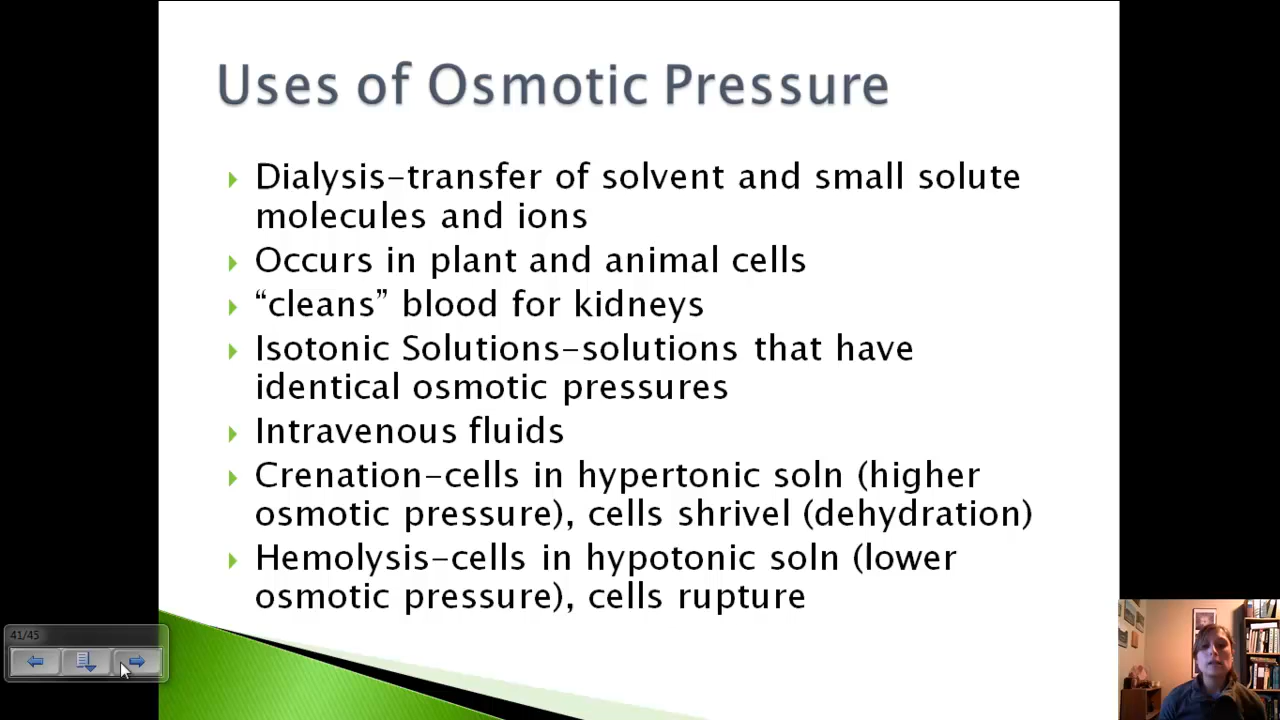 Uses of Osmotic Pressure
Dialysis-transfer of solvent and small solute
molecules and ions
Occurs in plant and animal cells
“cleans” blood for kidneys
Isotonic Solutions-solutions that have
identical osmotic pressures
Intravenous fluids
Crenation-cells in hypertonic soln (higher
osmotic pressure), cells shrivel (dehydration)
Hemolysis-cells in hypotonic soln (lower
osmotic pressure), cells rupture
41/45